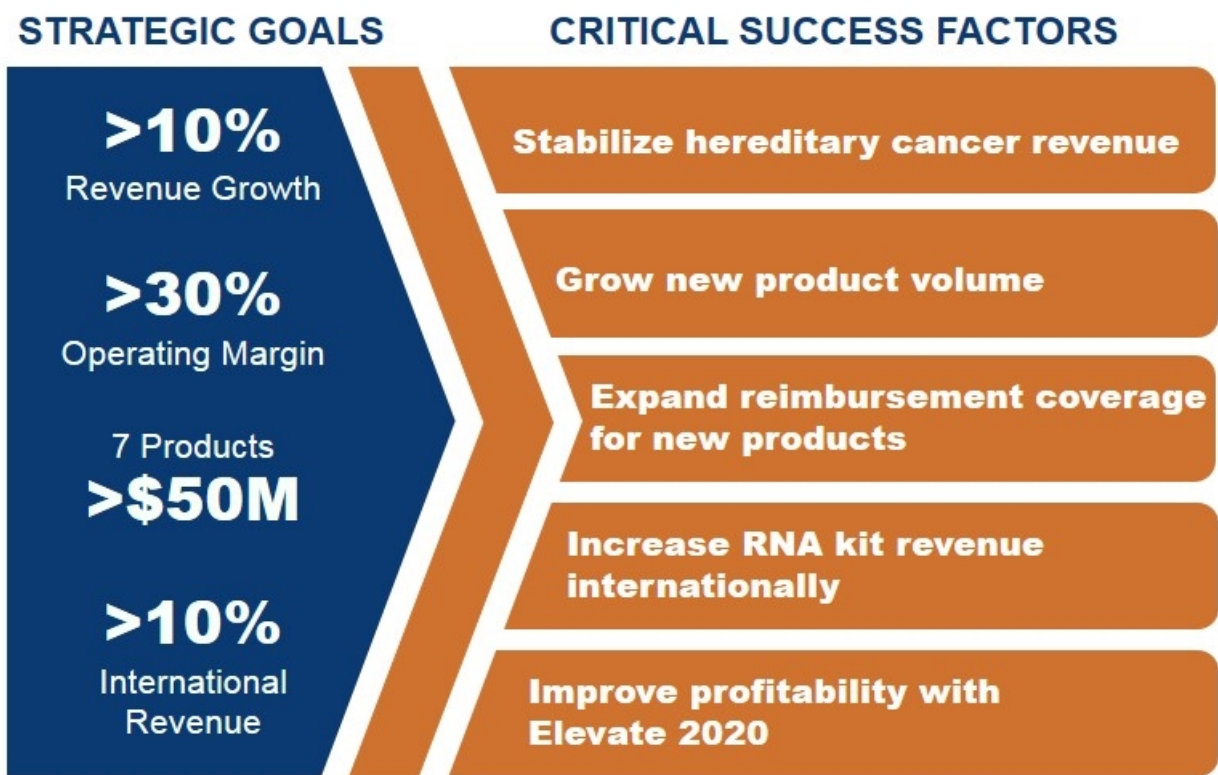 STRATEGIC GOALS
CRITICAL SUCCESS FACTORS
>10%
Revenue Growth
>30%
Operating Margin
7 Products
>$50M
>10%
International
Revenue
Stabilize hereditary cancer revenue
Grow new product volume
Expand reimbursement coverage
for new products
Increase RNA kit revenue
internationally
Improve profitability with
Elevate 2020